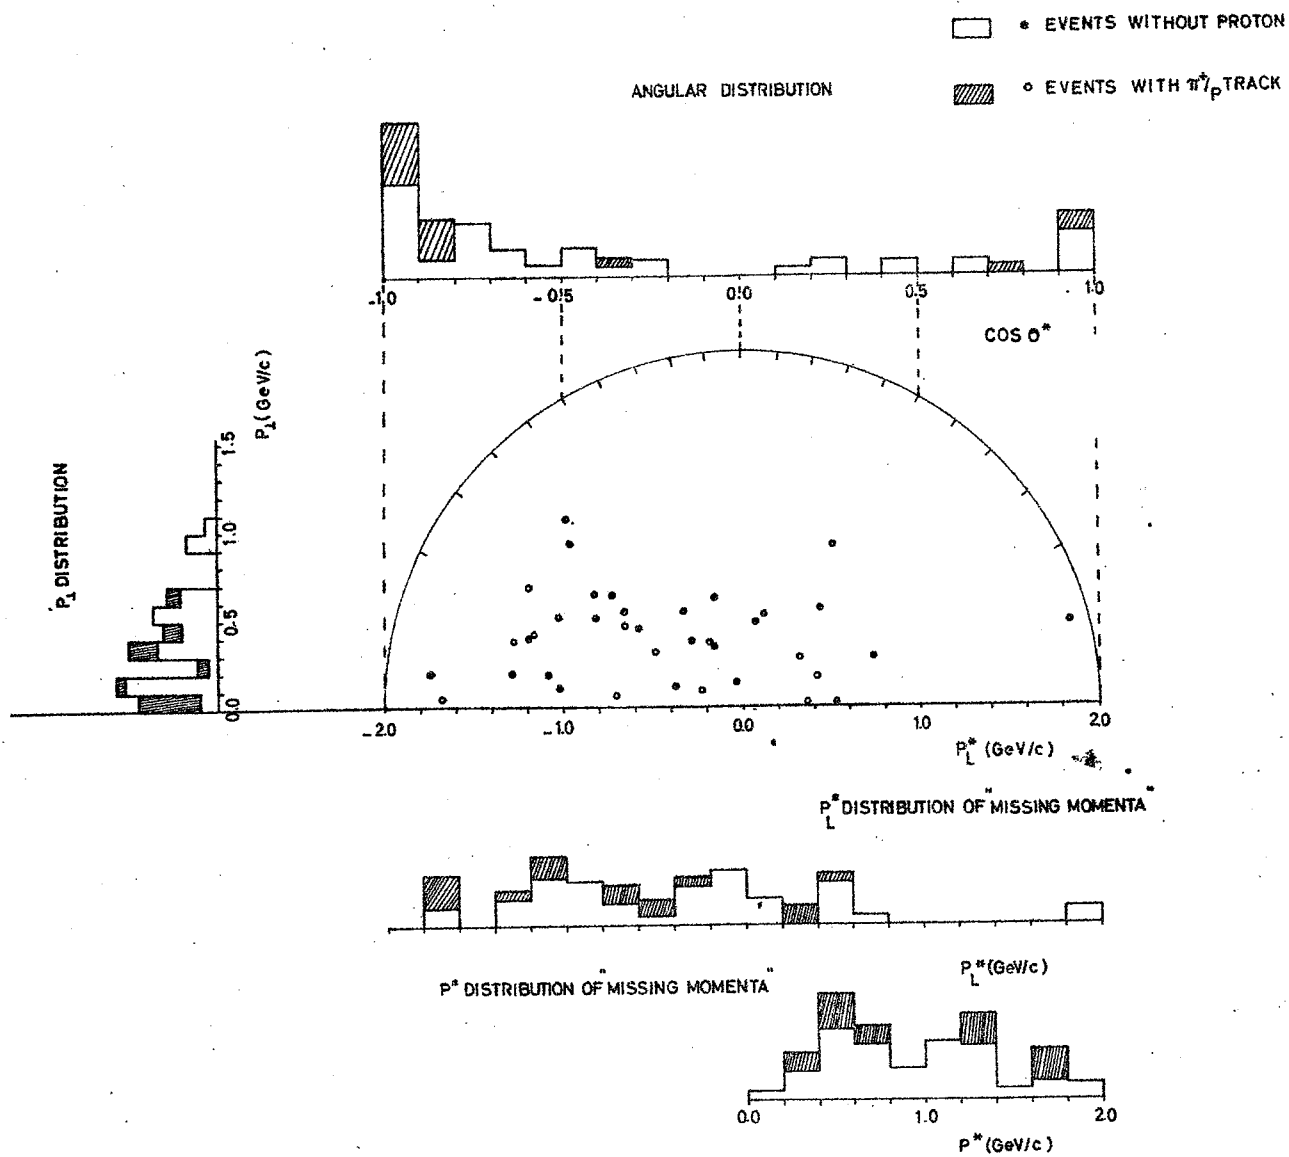 * EVENTS WITHOUT PROTON
ANGULAR DISTRIBUTION
o EVENTS WITH π⁺/p TRACK
-1.0 -0.5 0.0 0.5 1.0
COS θ*
P⊥ DISTRIBUTION
P⊥ (GeV/c)
1.5
1.0
0.5
0.0
-2.0 -1.0 0.0 1.0 2.0
P*L (GeV/c)
P*L DISTRIBUTION OF "MISSING MOMENTA"
P*L (GeV/c)
P* DISTRIBUTION OF "MISSING MOMENTA"
0.0 1.0 2.0
P* (GeV/c)